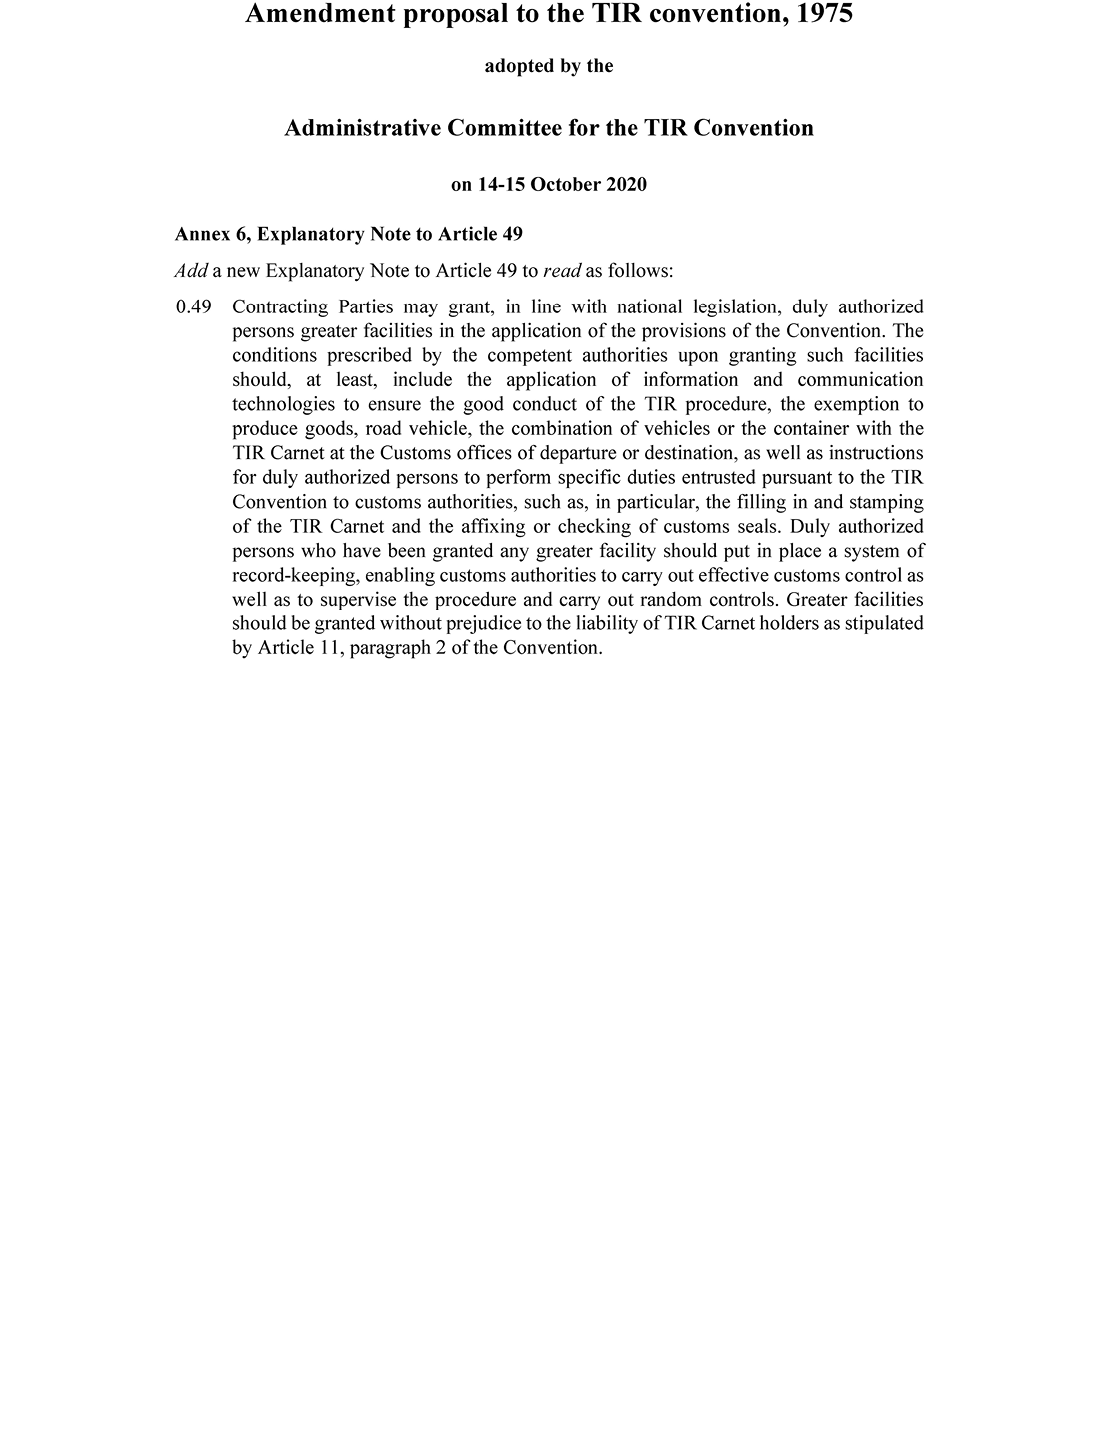 Amendment proposal to the TIR convention, 1975
adopted by the
Administrative Committee for the TIR Convention
on 14-15 October 2020
Annex 6, Explanatory Note to Article 49
Add a new Explanatory Note to Article 49 to read as follows:
0.49 Contracting Parties may grant, in line with national legislation, duly authorized
persons greater facilities in the application of the provisions of the Convention. The
conditions prescribed by the competent authorities upon granting such facilities
should, at least, include the application of information and communication
technologies to ensure the good conduct of the TIR procedure, the exemption to
produce goods, road vehicle, the combination of vehicles or the container with the
TIR Carnet at the Customs offices of departure or destination, as well as instructions
for duly authorized persons to perform specific duties entrusted pursuant to the TIR
Convention to customs authorities, such as, in particular, the filling in and stamping
of the TIR Carnet and the affixing or checking of customs seals. Duly authorized
persons who have been granted any greater facility should put in place a system of
record-keeping, enabling customs authorities to carry out effective customs control as
well as to supervise the procedure and carry out random controls. Greater facilities
should be granted without prejudice to the liability of TIR Carnet holders as stipulated
by Article 11, paragraph 2 of the Convention.